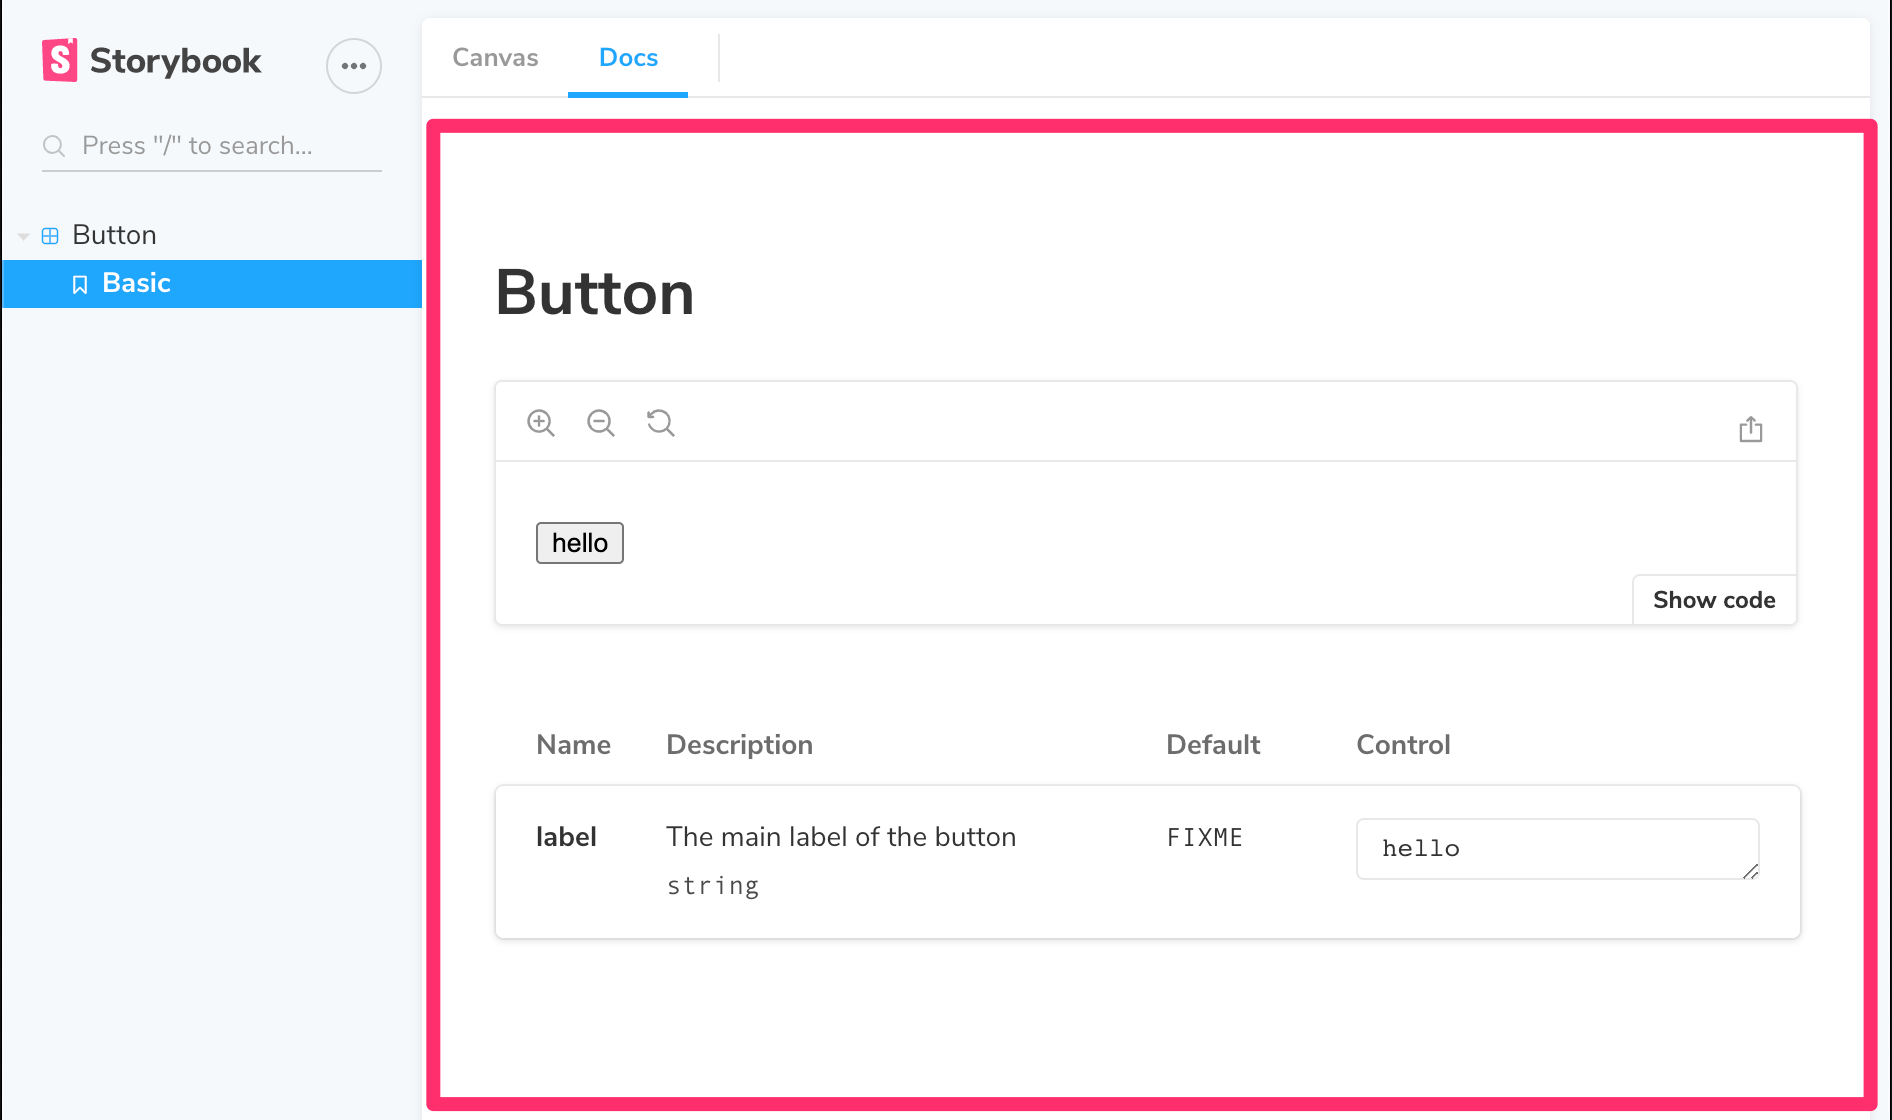 Storybook
Canvas Docs
Press "/" to search...
Button
Basic
Button
hello
Show code
Name Description Default Control
label The main label of the button FIXME hello
string